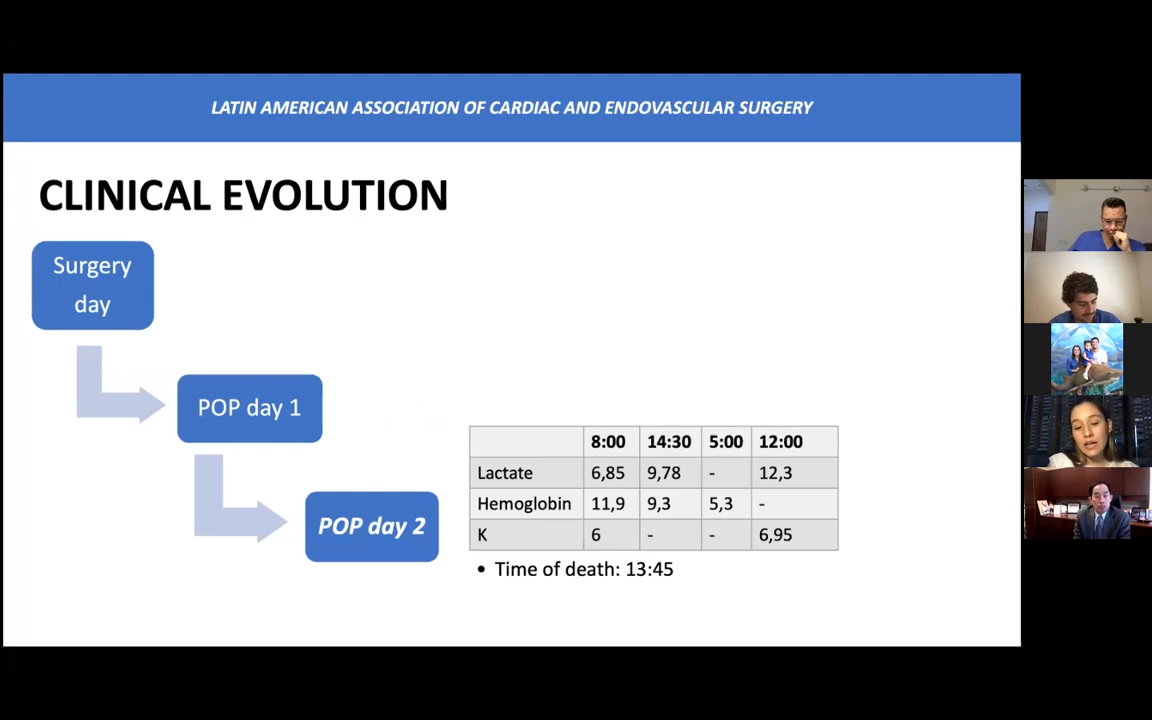 LATIN AMERICAN ASSOCIATION OF CARDIAC AND ENDOVASCULAR SURGERY
CLINICAL EVOLUTION
Surgery
day
POP day 1
POP day 2
8:00 14:30 5:00 12:00
Lactate 6,85 9,78 - 12,3
Hemoglobin 11,9 9,3 5,3 -
K 6 - - 6,95
• Time of death: 13:45